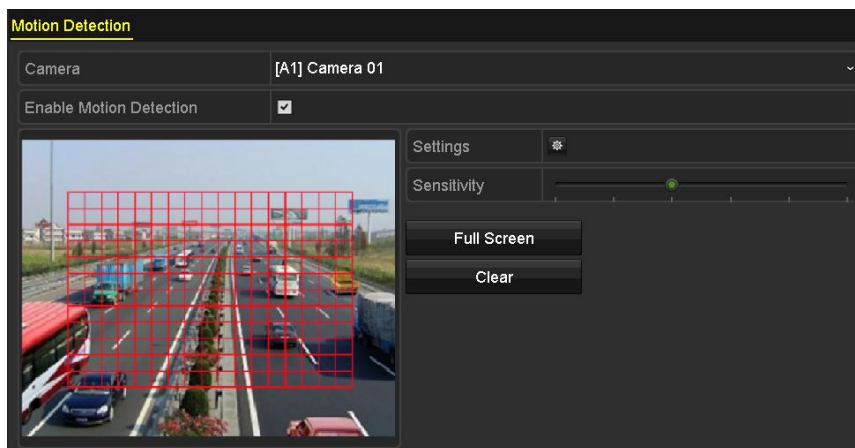 Motion Detection
Camera [A1] Camera 01
Enable Motion Detection
Settings
Sensitivity
Full Screen
Clear